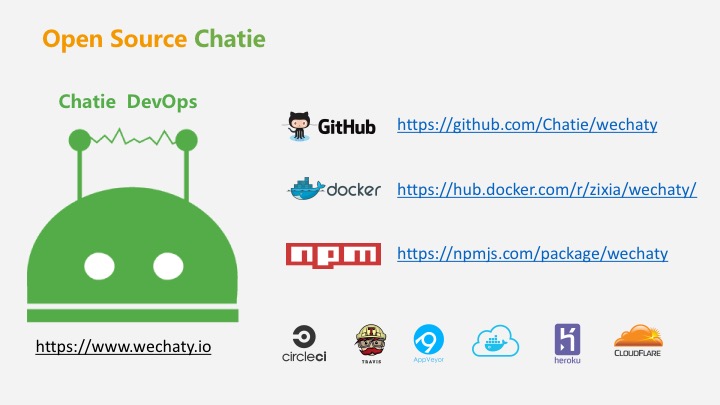 Open Source Chatie
Chatie DevOps
GitHub
https://github.com/Chatie/wechaty
docker
https://hub.docker.com/r/zixia/wechaty/
npm
https://npmjs.com/package/wechaty
https://www.wechaty.io
circleci
TRAVIS
AppVeyor
heroku
CLOUDFLARE